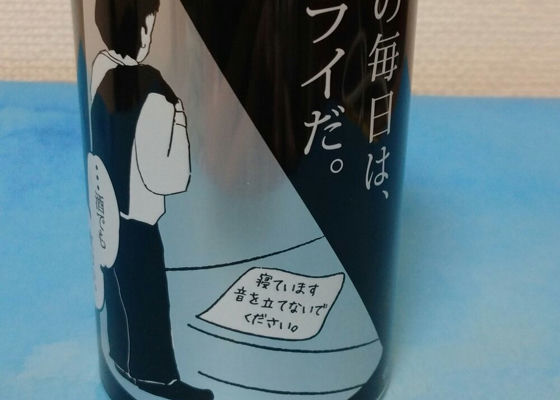 の毎日は、
フイだ。
寝ています
音を立てないで
ください。